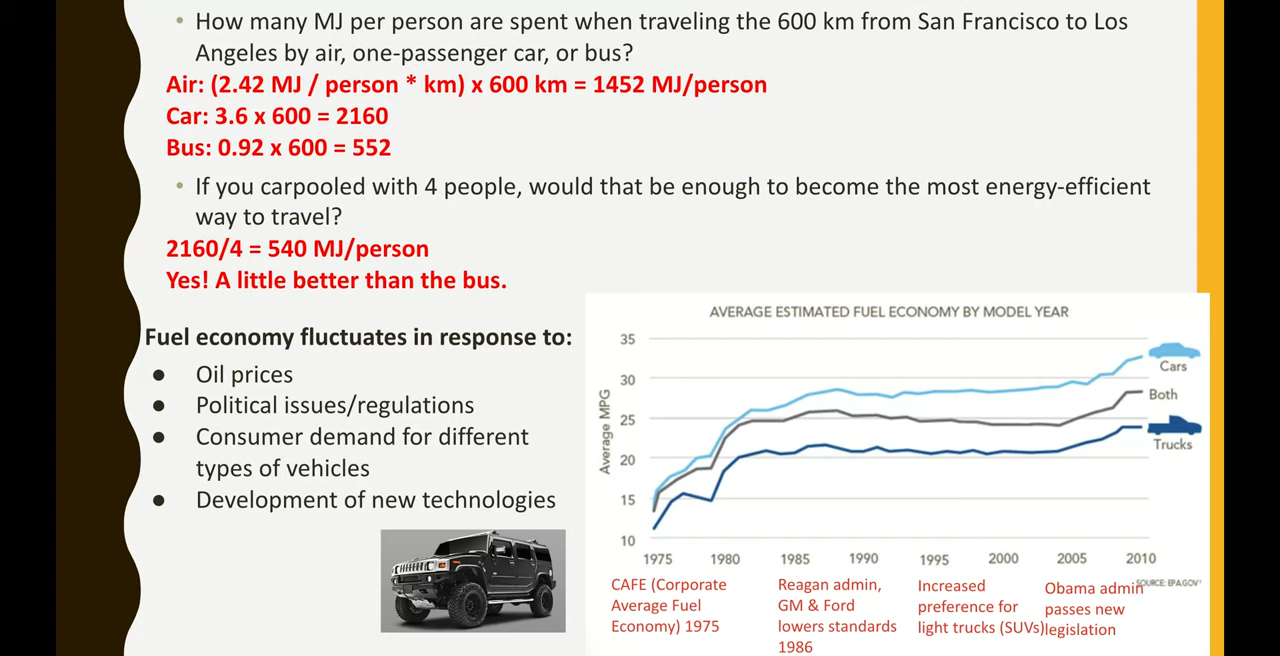 • How many MJ per person are spent when traveling the 600 km from San Francisco to Los
Angeles by air, one-passenger car, or bus?
Air: (2.42 MJ / person * km) x 600 km = 1452 MJ/person
Car: 3.6 x 600 = 2160
Bus: 0.92 x 600 = 552
• If you carpooled with 4 people, would that be enough to become the most energy-efficient
way to travel?
2160/4 = 540 MJ/person
Yes! A little better than the bus.
Fuel economy fluctuates in response to:
● Oil prices
● Political issues/regulations
● Consumer demand for different
types of vehicles
● Development of new technologies
AVERAGE ESTIMATED FUEL ECONOMY BY MODEL YEAR
Average MPG
35
30
25
20
15
10
Cars
Both
Trucks
1975 1980 1985 1990 1995 2000 2005 2010
SOURCE: EPA.GOV
CAFE (Corporate
Average Fuel
Economy) 1975
Reagan admin,
GM & Ford
lowers standards
1986
Increased
preference for
light trucks (SUVs)
Obama admin
passes new
legislation